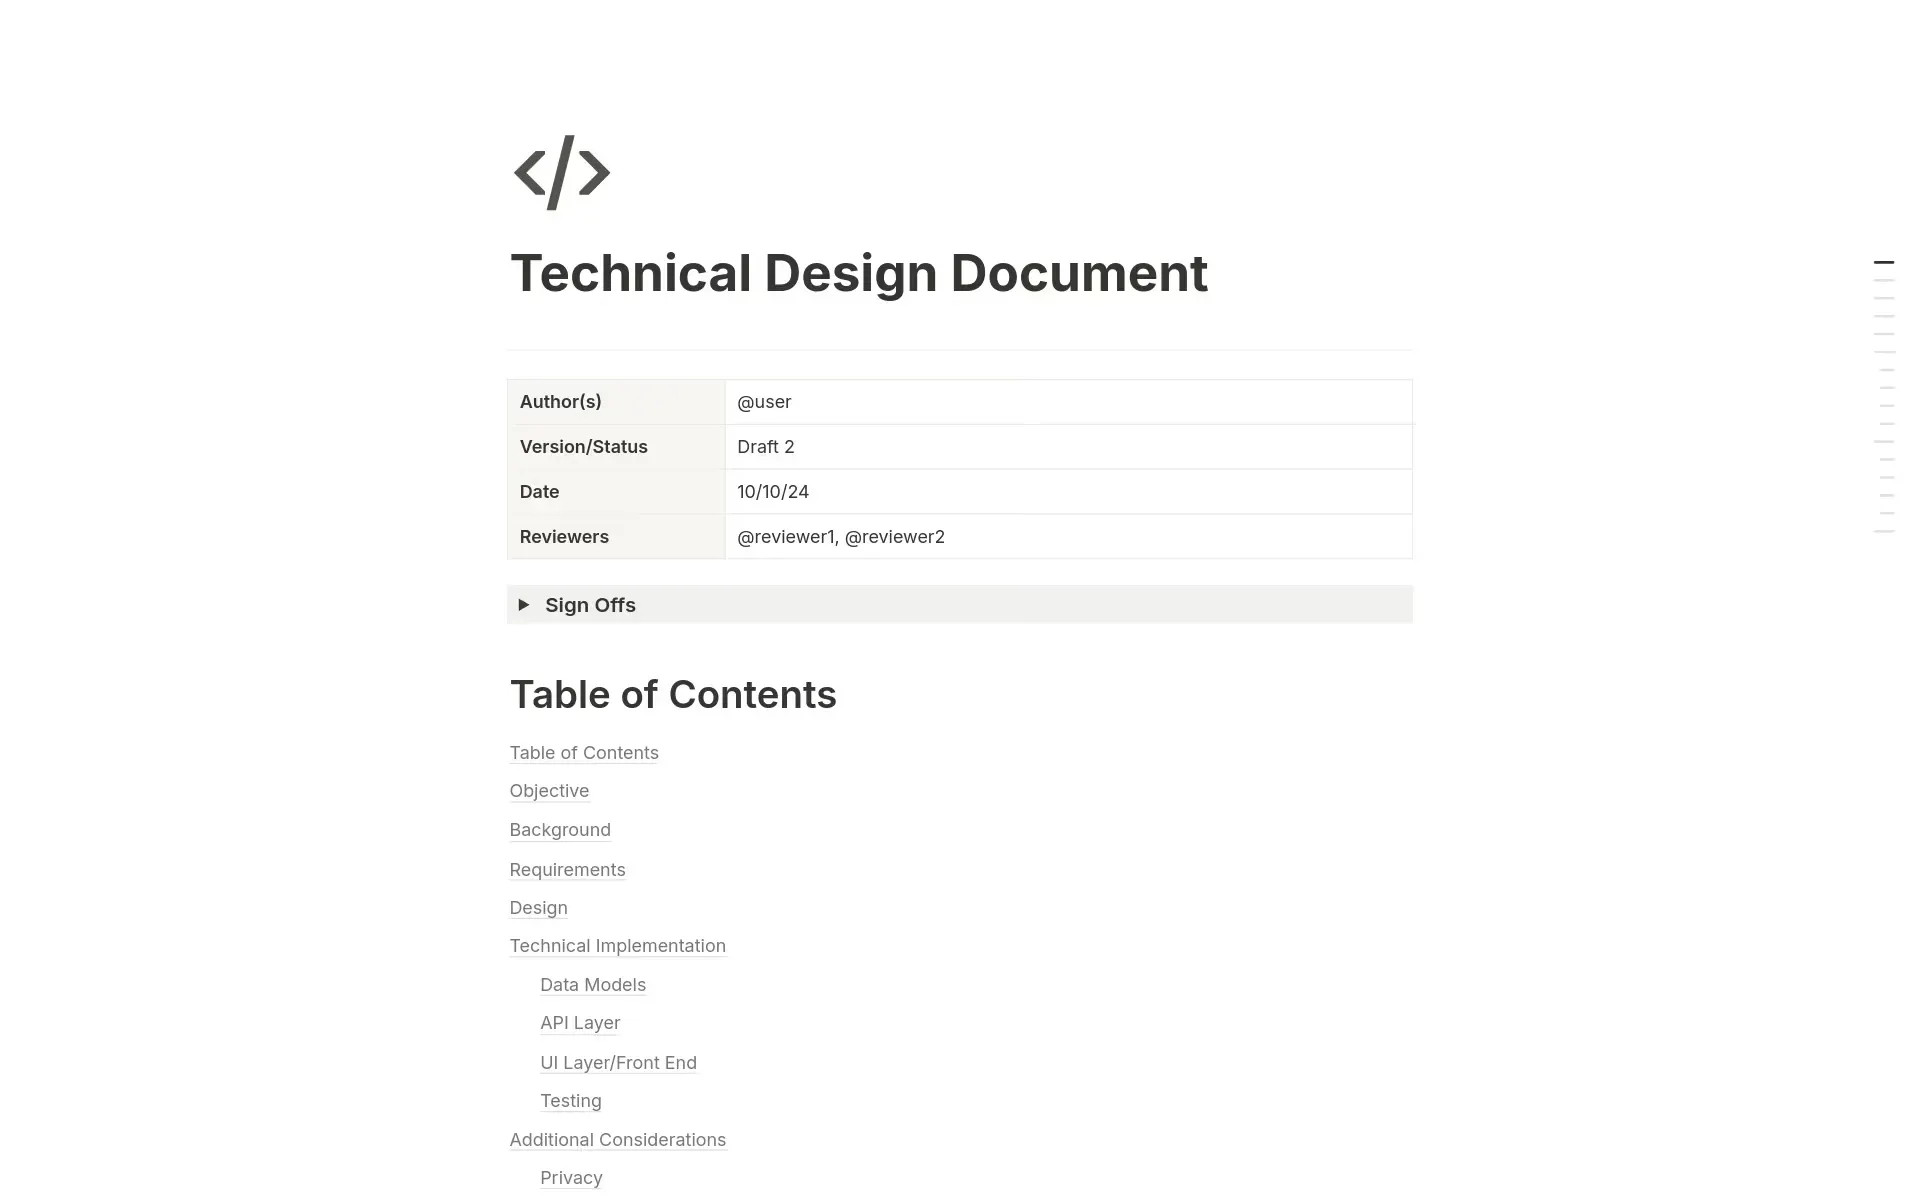 </>
Technical Design Document
Author(s) @user
Version/Status Draft 2
Date 10/10/24
Reviewers @reviewer1, @reviewer2
Sign Offs
Table of Contents
Table of Contents
Objective
Background
Requirements
Design
Technical Implementation
Data Models
API Layer
UI Layer/Front End
Testing
Additional Considerations
Privacy